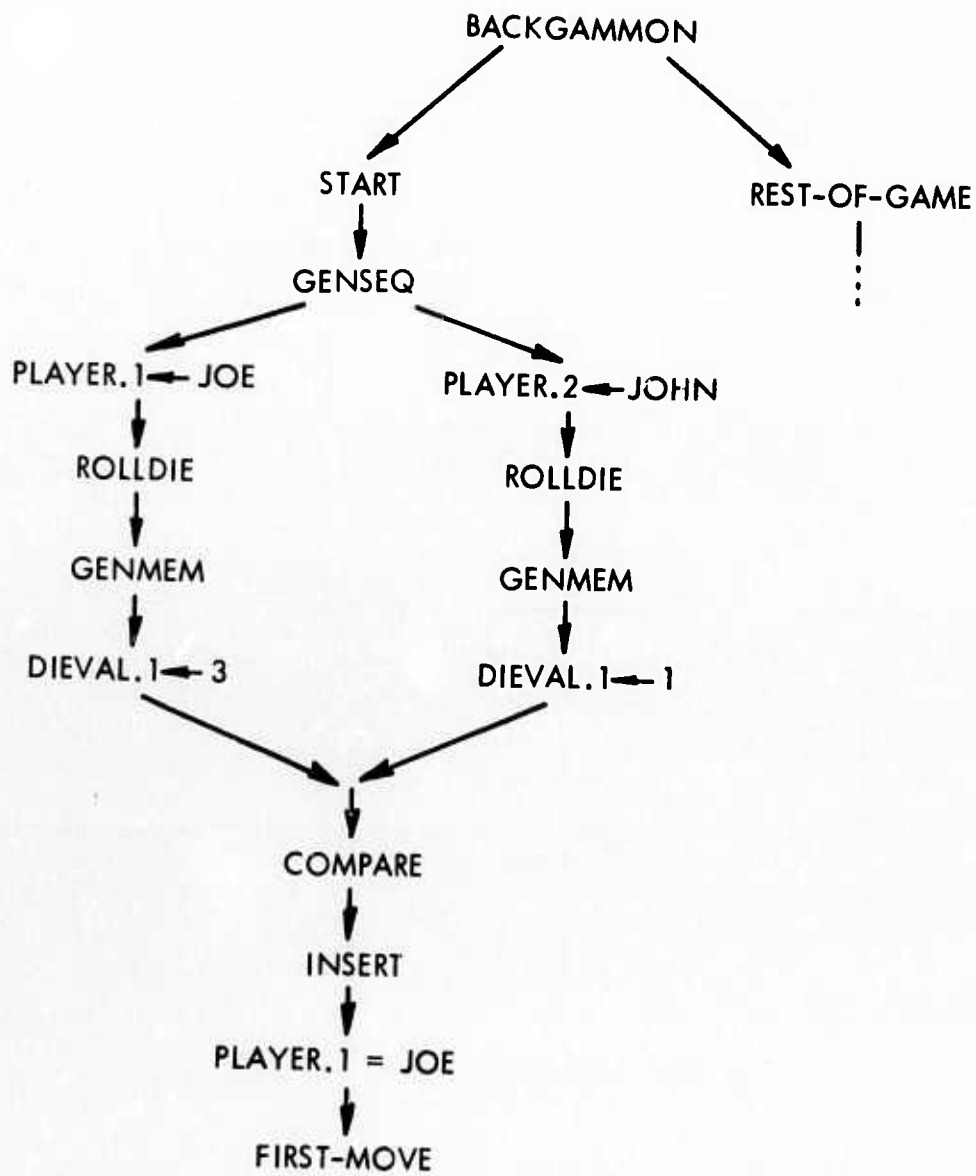 BACKGAMMON
START
REST-OF-GAME
GENSEQ
PLAYER.1 JOE
PLAYER.2 JOHN
ROLLDIE
ROLLDIE
GENMEM
GENMEM
DIEVAL.1 3
DIEVAL.1 1
COMPARE
INSERT
PLAYER.1 = JOE
FIRST-MOVE